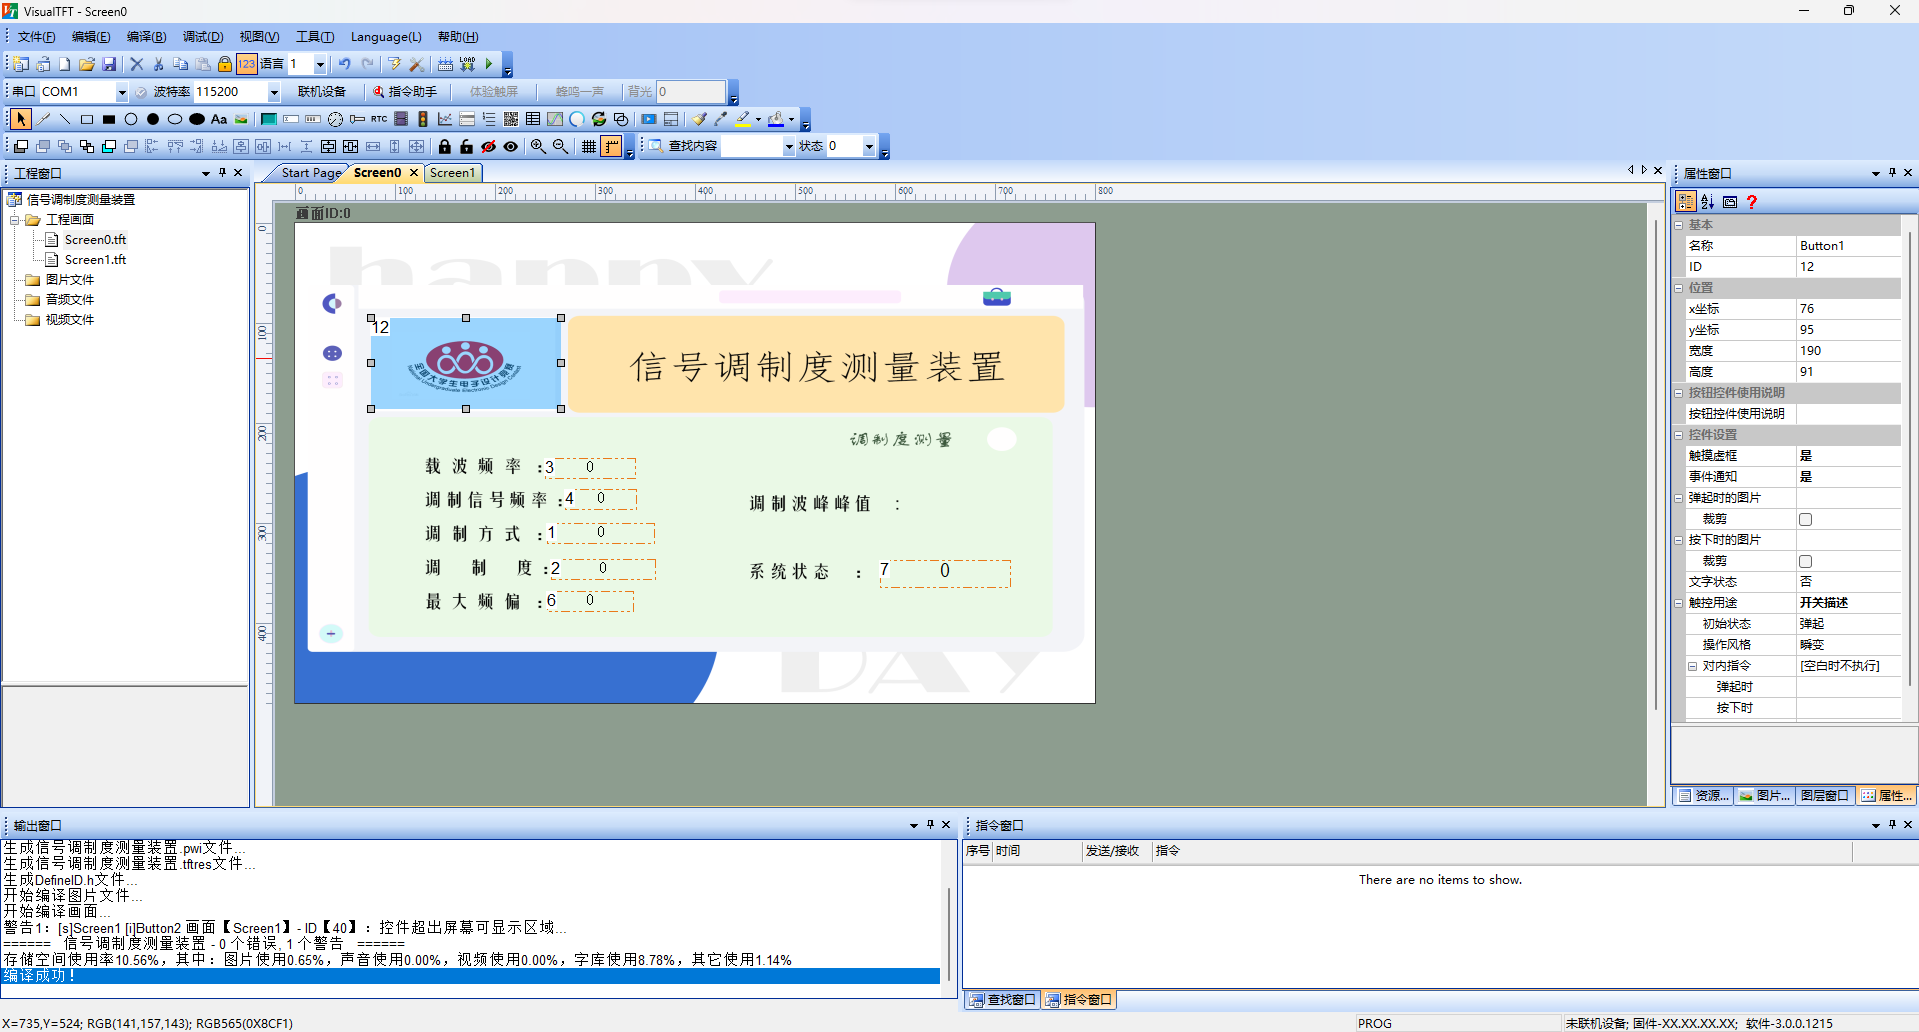 VisualTFT - Screen0
文件(F) 编辑(E) 编译(B) 调试(D) 视图(V) 工具(T) Language(L) 帮助(H)
123 语言 1 LOAD
串口 COM1 波特率 115200 联机设备 指令助手 体验触屏 蜂鸣一声 背光 0
Aa RTC
查找内容 状态 0
工程窗口
信号调制度测量装置
工程画面
Screen0.tft
Screen1.tft
图片文件
音频文件
视频文件
Start Page Screen0 Screen1
0 100 200 300 400 500 600 700 800
0 100 200 300 400
画面ID:0
happy
12
全国大学生电子设计竞赛
National Undergraduate Electronic Design Contest
信号调制度测量装置
调制度测量
载波频率:3 0
调制信号频率:4 0
调制波峰峰值 :
调制方式:1 0
调制度:2 0
系统状态 : 7 0
最大频偏:6 0
DAY
属性窗口
基本
名称 Button1
ID 12
位置
x坐标 76
y坐标 95
宽度 190
高度 91
按钮控件使用说明
按钮控件使用说明
控件设置
触摸虚框 是
事件通知 是
弹起时的图片
裁剪
按下时的图片
裁剪
文字状态 否
触控用途 开关描述
初始状态 弹起
操作风格 瞬变
对内指令 [空白时不执行]
弹起时
按下时
资源... 图片... 图层窗口 属性...
输出窗口
生成信号调制度测量装置.pwi文件...
生成信号调制度测量装置.tftres文件...
生成DefineID.h文件...
开始编译图片文件...
开始编译画面...
警告1: [s]Screen1 [i]Button2 画面【Screen1】- ID【40】: 控件超出屏幕可显示区域...
====== 信号调制度测量装置 - 0 个错误, 1 个警告 ======
存储空间使用率10.56%，其中：图片使用0.65%，声音使用0.00%，视频使用0.00%，字库使用8.78%，其它使用1.14%
编译成功！
指令窗口
序号 时间 发送/接收 指令
There are no items to show.
查找窗口 指令窗口
X=735,Y=524; RGB(141,157,143); RGB565(0X8CF1)
PROG
未联机设备; 固件-XX.XX.XX.XX; 软件-3.0.0.1215